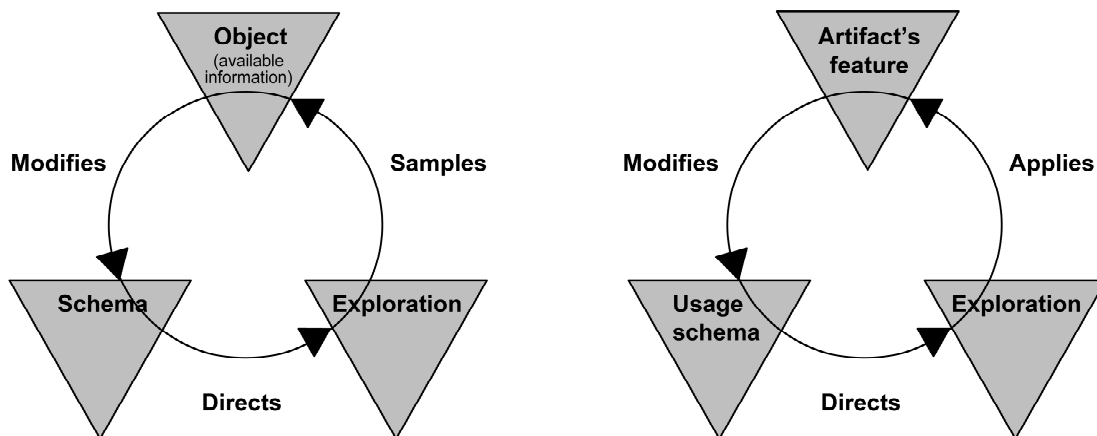 Object
(available
information)
Modifies
Samples
Schema
Exploration
Directs
Artifact's
feature
Modifies
Applies
Usage
schema
Exploration
Directs